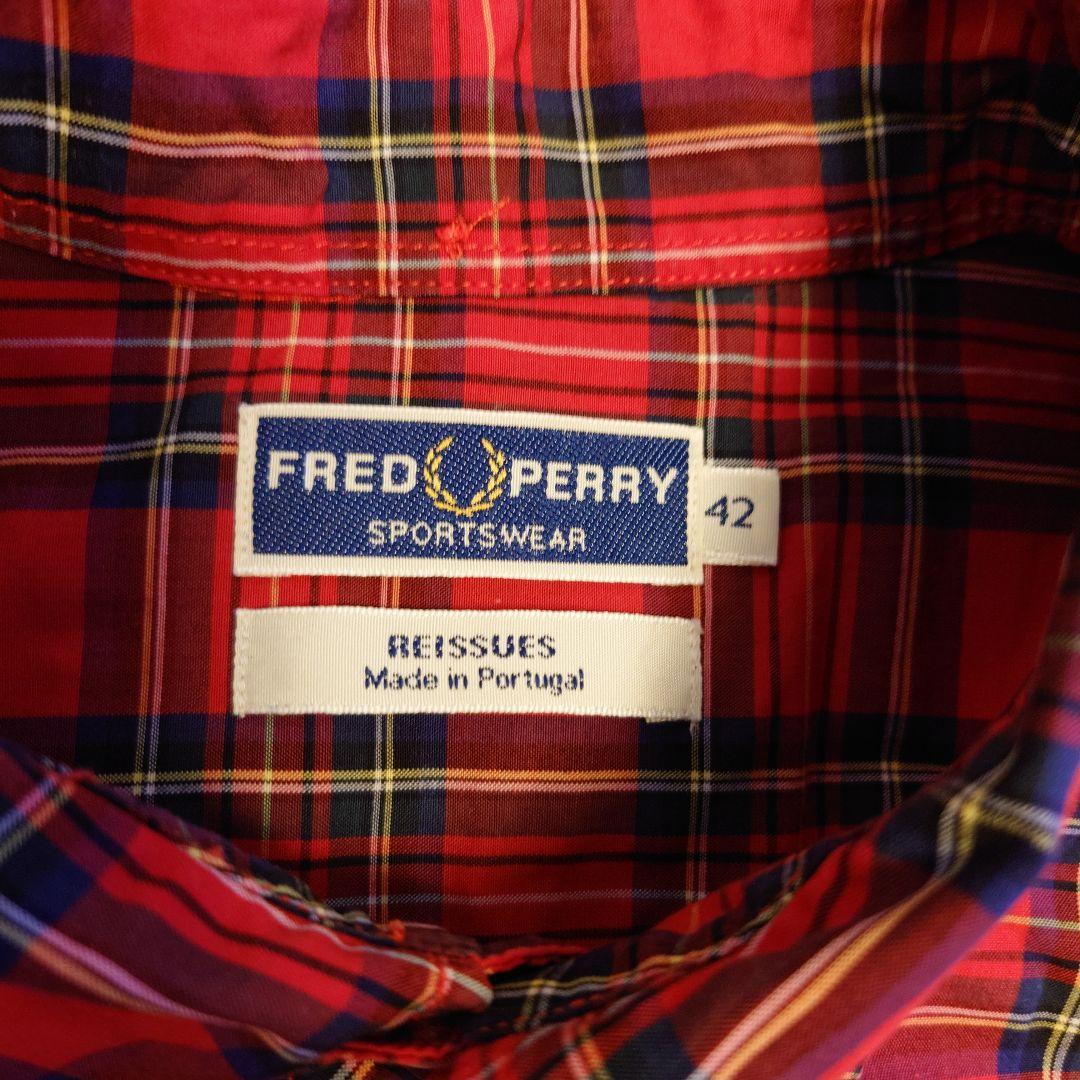 FRED PERRY
SPORTSWEAR
42
REISSUES
Made in Portugal